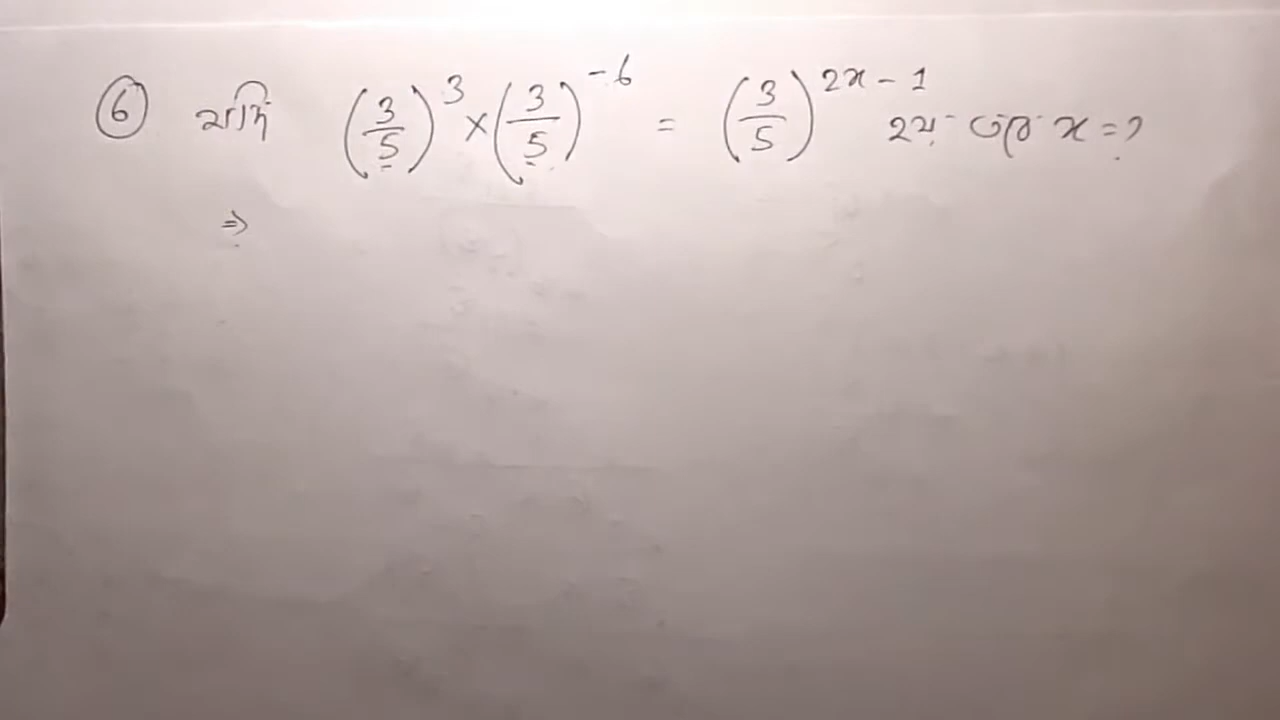 ⑥ যদি (3/5)^3 × (3/5)^-6 = (3/5)^2x-1 হয় তবে x = ?
⇒